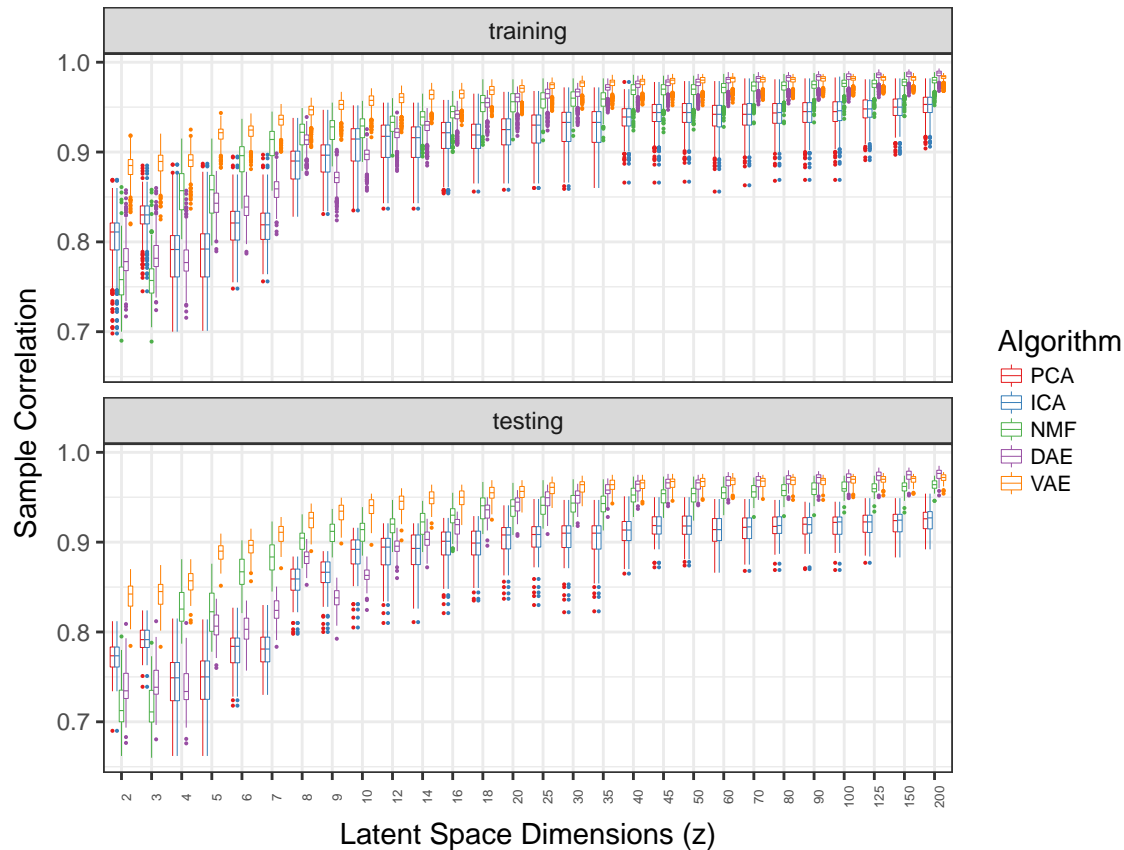 training
1.0
0.9
0.8
0.7
testing
1.0
0.9
0.8
0.7
Sample Correlation
2 3 4 5 6 7 8 9 10 12 14 16 18 20 25 30 35 40 45 50 60 70 80 90 100 125 150 200
Latent Space Dimensions (z)
Algorithm
PCA
ICA
NMF
DAE
VAE